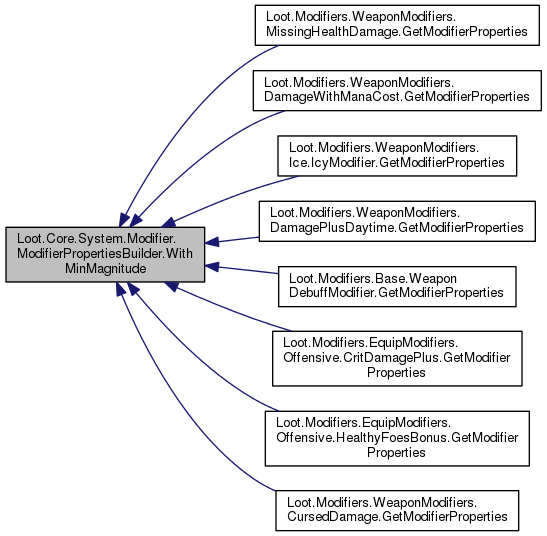 Loot.Modifiers.WeaponModifiers.
MissingHealthDamage.GetModifierProperties
Loot.Modifiers.WeaponModifiers.
DamageWithManaCost.GetModifierProperties
Loot.Modifiers.WeaponModifiers.
Ice.IcyModifier.GetModifierProperties
Loot.Modifiers.WeaponModifiers.
DamagePlusDaytime.GetModifierProperties
Loot.Core.System.Modifier.
ModifierPropertiesBuilder.With
MinMagnitude
Loot.Modifiers.Base.Weapon
DebuffModifier.GetModifierProperties
Loot.Modifiers.EquipModifiers.
Offensive.CritDamagePlus.GetModifier
Properties
Loot.Modifiers.EquipModifiers.
Offensive.HealthyFoesBonus.GetModifier
Properties
Loot.Modifiers.WeaponModifiers.
CursedDamage.GetModifierProperties